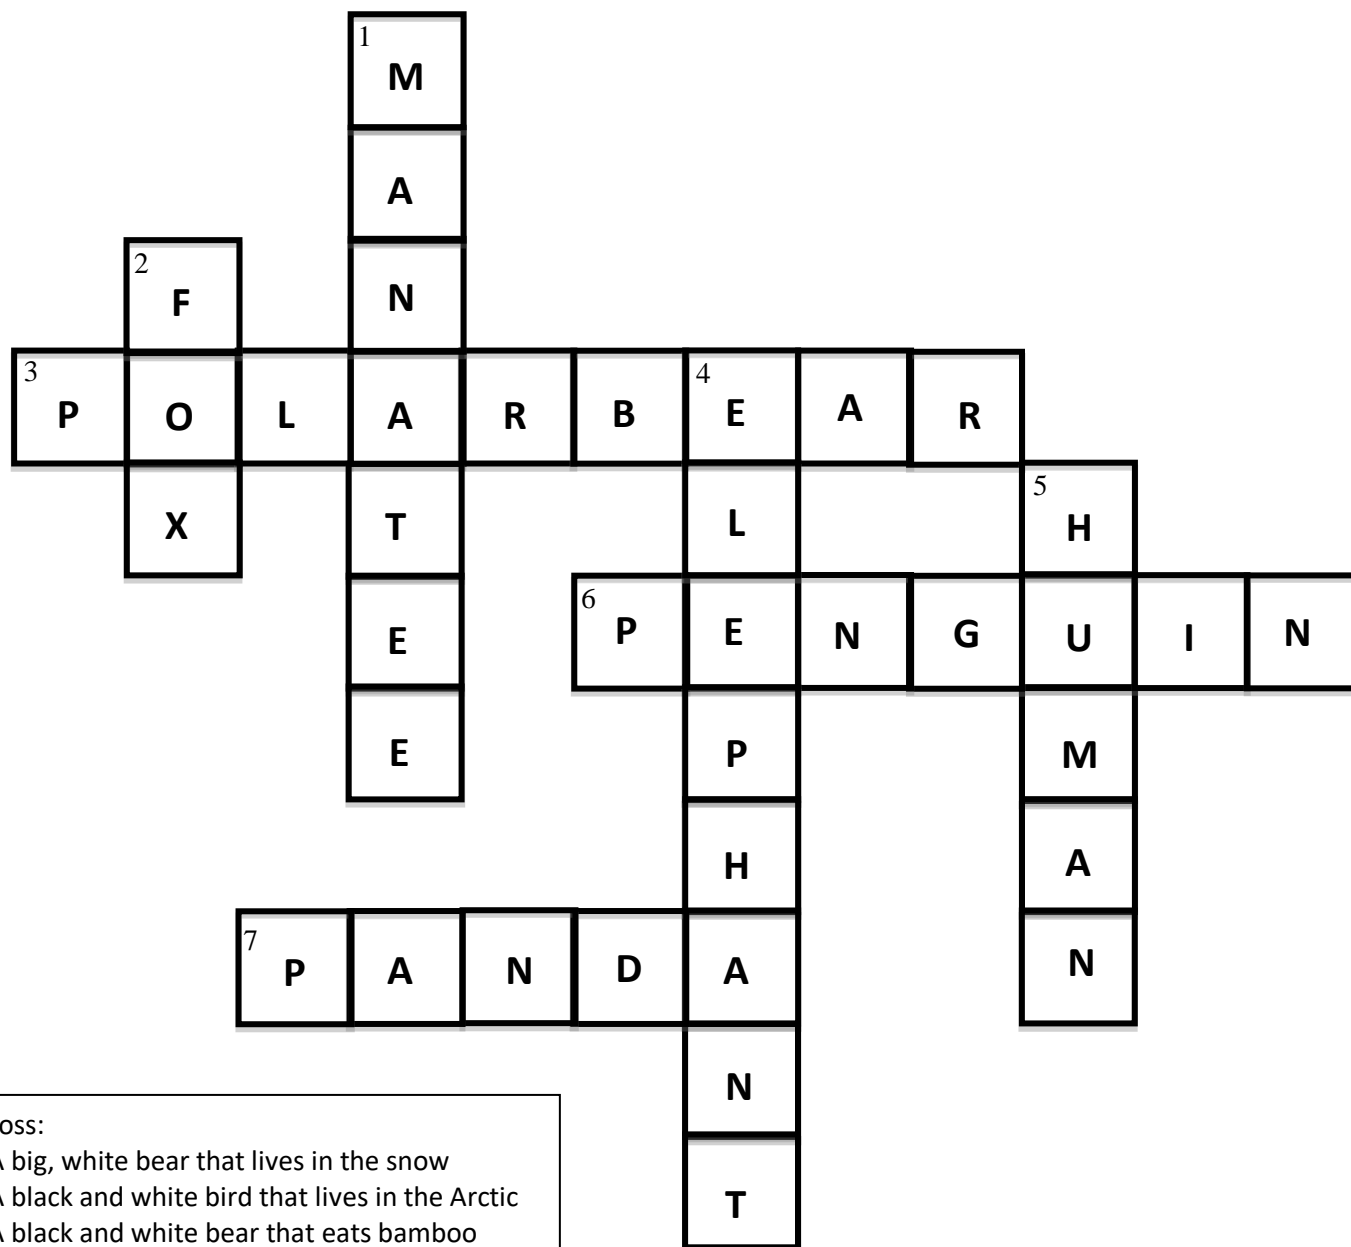 1
M
A
2
F N
3 4
P O L A R B E A R
5
X T L H
6
E P E N G U I N
E P M
H A
7
P A N D A N
N
oss:
A big, white bear that lives in the snow
A black and white bird that lives in the Arctic
A black and white bear that eats bamboo
T